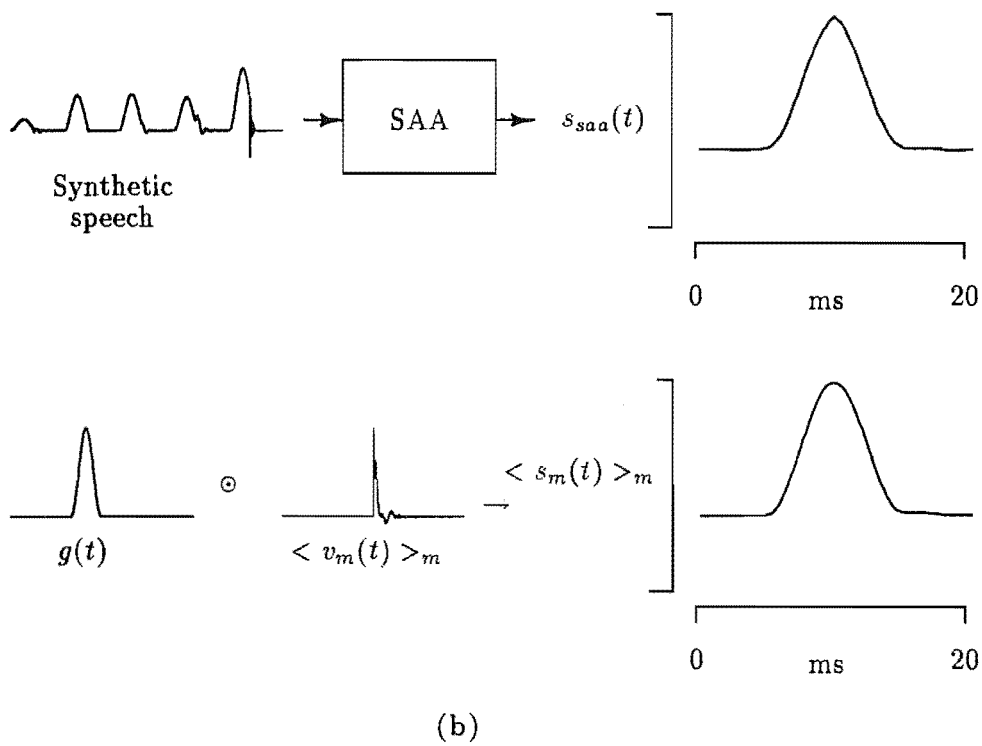 Synthetic
speech
SAA
s_saa(t)
0 ms 20
g(t)
⊙
< v_m(t) >_m
→
< s_m(t) >_m
0 ms 20
(b)